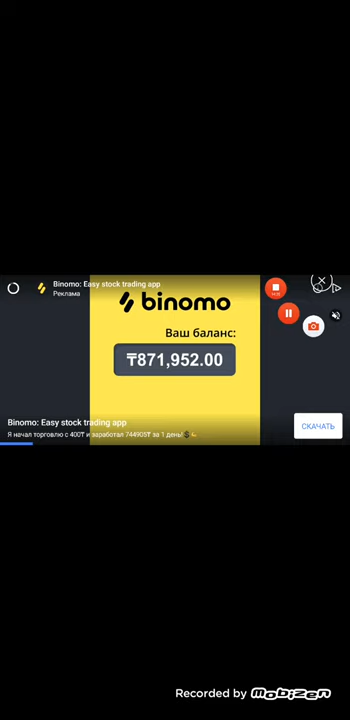 Binomo: Easy stock trading app
Реклама
binomo
Ваш баланс:
₸871,952.00
Binomo: Easy stock trading app
Я начал торговлю с 400₸ и заработал 744905₸ за 1 день!
СКАЧАТЬ
Recorded by MOBIZEN